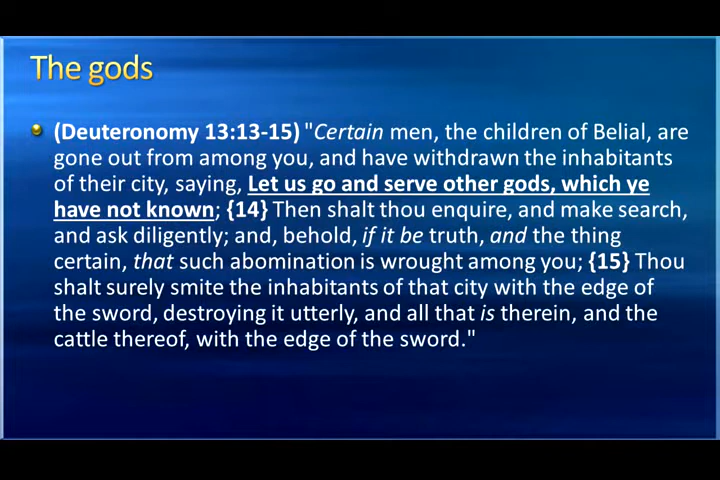 The gods
(Deuteronomy 13:13-15) "Certain men, the children of Belial, are
gone out from among you, and have withdrawn the inhabitants
of their city, saying, Let us go and serve other gods, which ye
have not known; {14} Then shalt thou enquire, and make search,
and ask diligently; and, behold, if it be truth, and the thing
certain, that such abomination is wrought among you; {15} Thou
shalt surely smite the inhabitants of that city with the edge of
the sword, destroying it utterly, and all that is therein, and the
cattle thereof, with the edge of the sword."